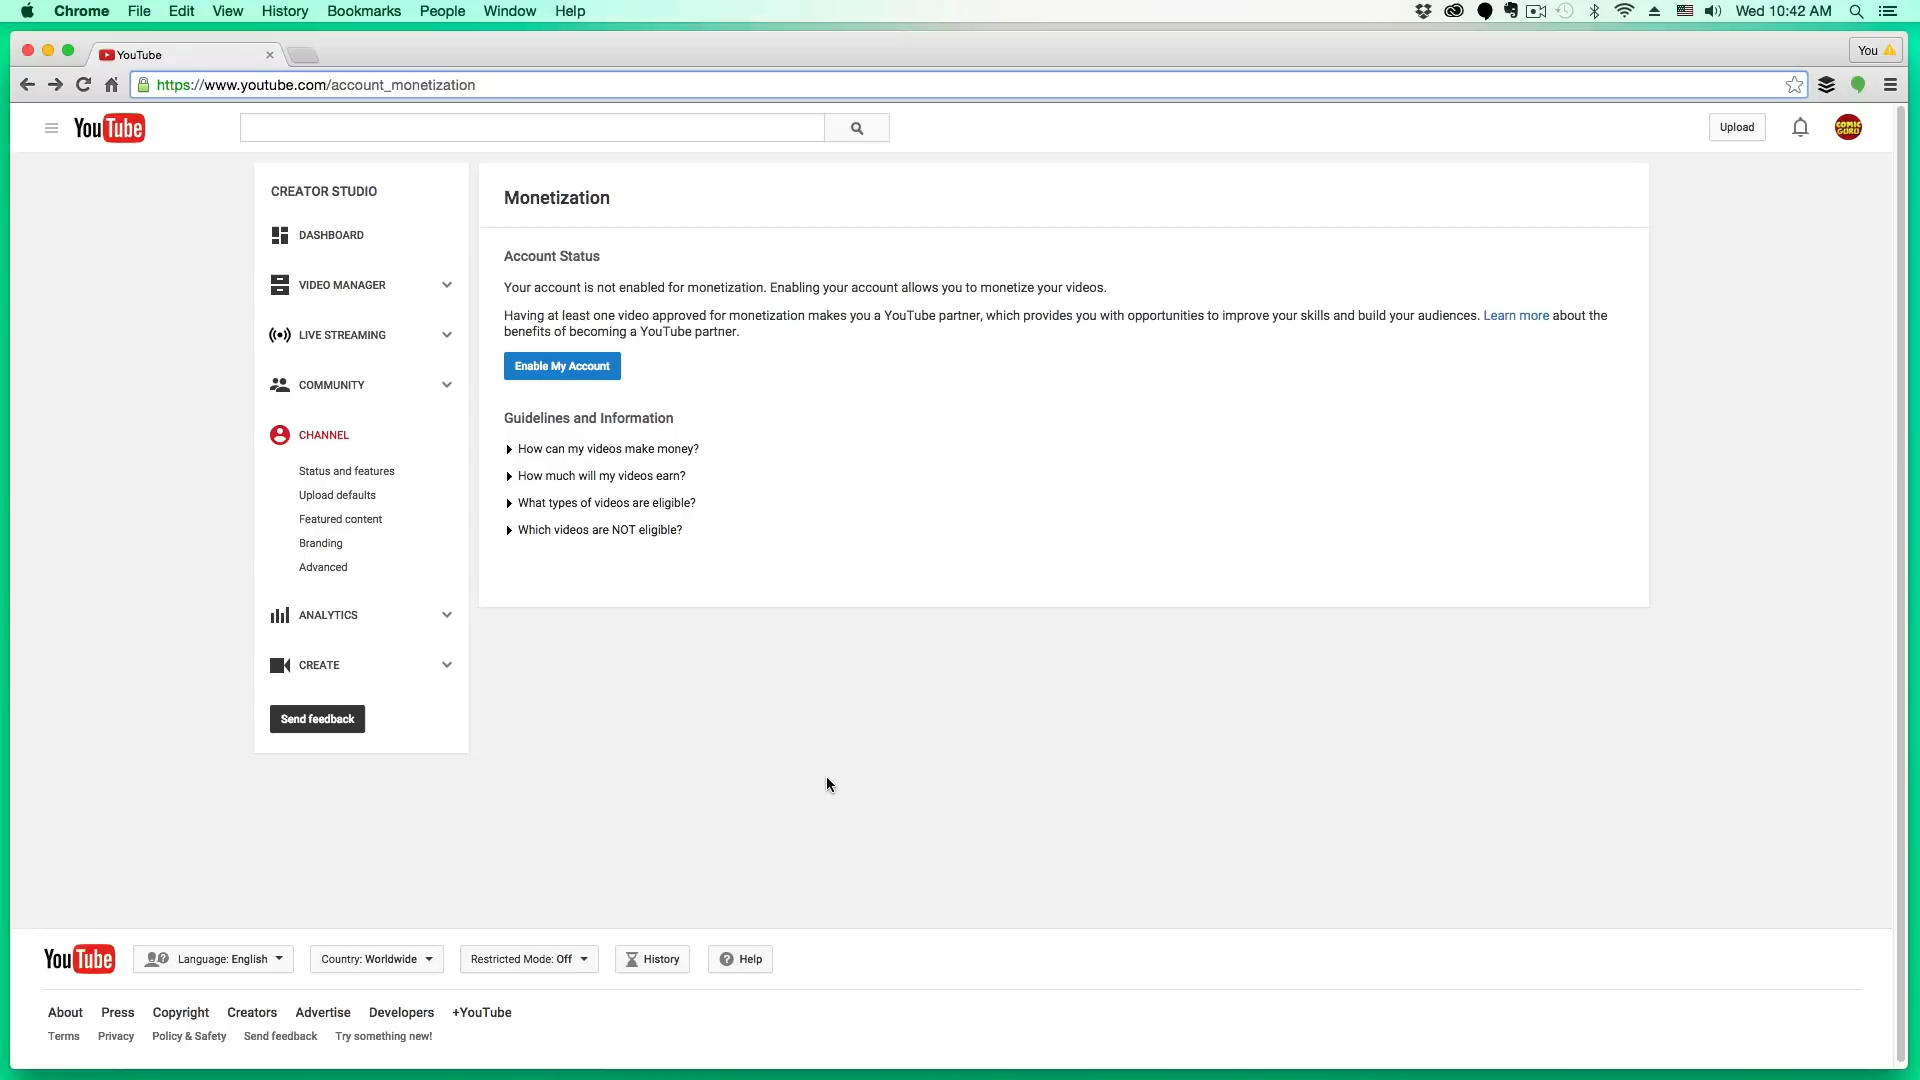 Chrome File Edit View History Bookmarks People Window Help Wed 10:42 AM
YouTube You
https://www.youtube.com/account_monetization
YouTube Upload COMIC GURU
CREATOR STUDIO
DASHBOARD
VIDEO MANAGER
LIVE STREAMING
COMMUNITY
CHANNEL
Status and features
Upload defaults
Featured content
Branding
Advanced
ANALYTICS
CREATE
Send feedback
Monetization
Account Status
Your account is not enabled for monetization. Enabling your account allows you to monetize your videos.
Having at least one video approved for monetization makes you a YouTube partner, which provides you with opportunities to improve your skills and build your audiences. Learn more about the
benefits of becoming a YouTube partner.
Enable My Account
Guidelines and Information
How can my videos make money?
How much will my videos earn?
What types of videos are eligible?
Which videos are NOT eligible?
YouTube Language: English Country: Worldwide Restricted Mode: Off History Help
About Press Copyright Creators Advertise Developers +YouTube
Terms Privacy Policy & Safety Send feedback Try something new!